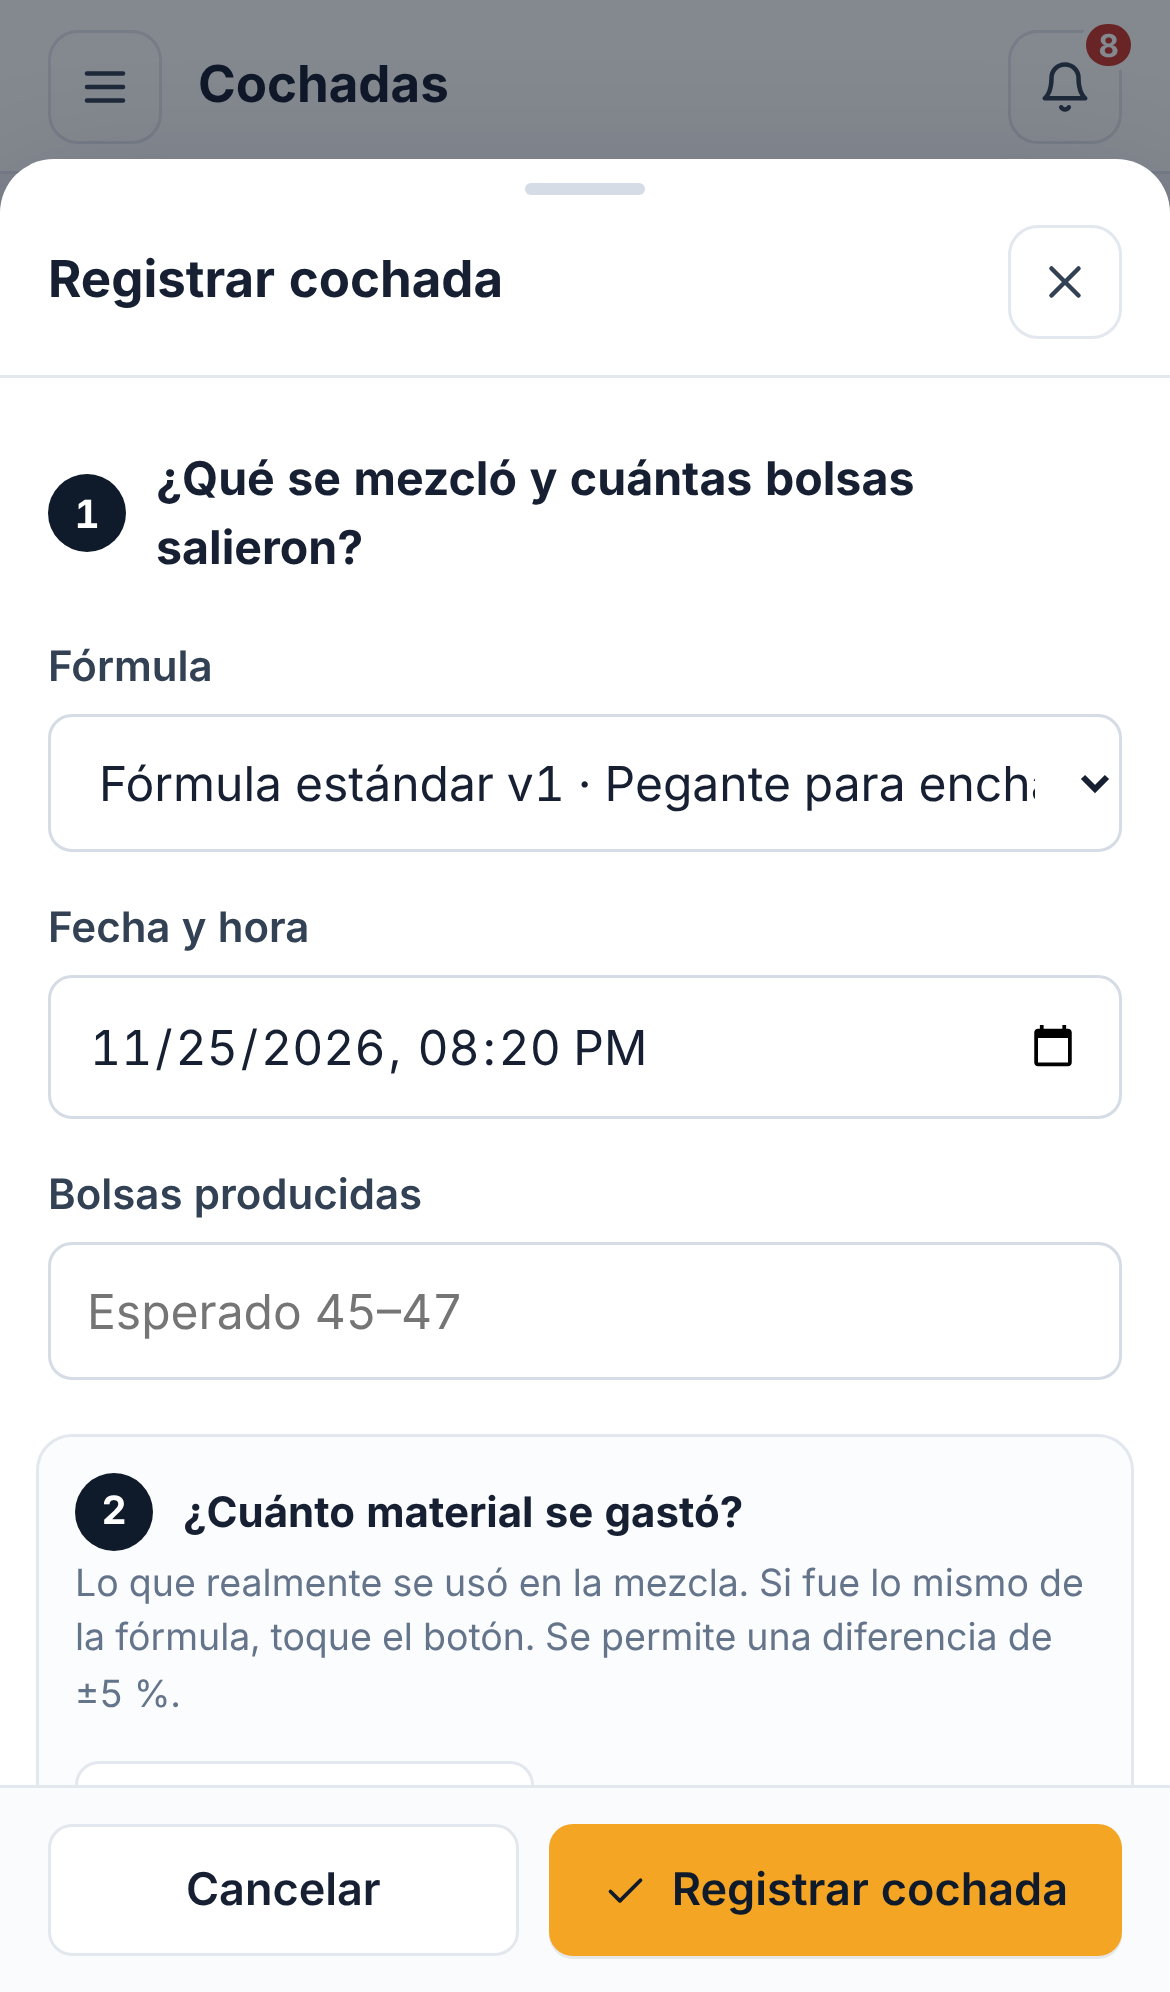 Cochadas
8
Registrar cochada
1
¿Qué se mezcló y cuántas bolsas
salieron?
Fórmula
Fórmula estándar v1 · Pegante para ench
Fecha y hora
11/25/2026, 08:20 PM
Bolsas producidas
Esperado 45–47
2
¿Cuánto material se gastó?
Lo que realmente se usó en la mezcla. Si fue lo mismo de
la fórmula, toque el botón. Se permite una diferencia de
±5 %.
Cancelar
Registrar cochada